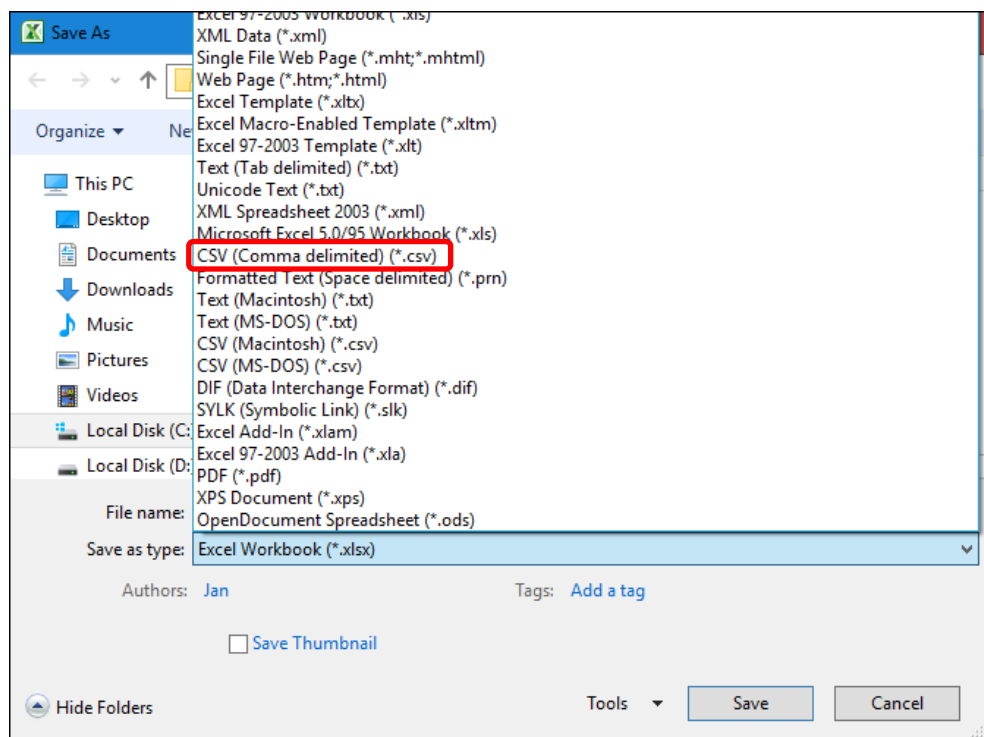 Save As
Excel 97-2003 Workbook (*.xls)
XML Data (*.xml)
Single File Web Page (*.mht;*.mhtml)
Web Page (*.htm;*.html)
Excel Template (*.xltx)
Organize
Ne
Excel Macro-Enabled Template (*.xltm)
Excel 97-2003 Template (*.xlt)
Text (Tab delimited) (*.txt)
This PC
Unicode Text (*.txt)
Desktop
XML Spreadsheet 2003 (*.xml)
Microsoft Excel 5.0/95 Workbook (*.xls)
Documents
CSV (Comma delimited) (*.csv)
Formatted Text (Space delimited) (*.prn)
Downloads
Text (Macintosh) (*.txt)
Music
Text (MS-DOS) (*.txt)
CSV (Macintosh) (*.csv)
Pictures
CSV (MS-DOS) (*.csv)
Videos
DIF (Data Interchange Format) (*.dif)
SYLK (Symbolic Link) (*.slk)
Local Disk (C:
Excel Add-In (*.xlam)
Excel 97-2003 Add-In (*.xla)
Local Disk (D:
PDF (*.pdf)
XPS Document (*.xps)
File name:
OpenDocument Spreadsheet (*.ods)
Save as type: Excel Workbook (*.xlsx)
Authors: Jan
Tags: Add a tag
Save Thumbnail
Hide Folders
Tools
Save
Cancel